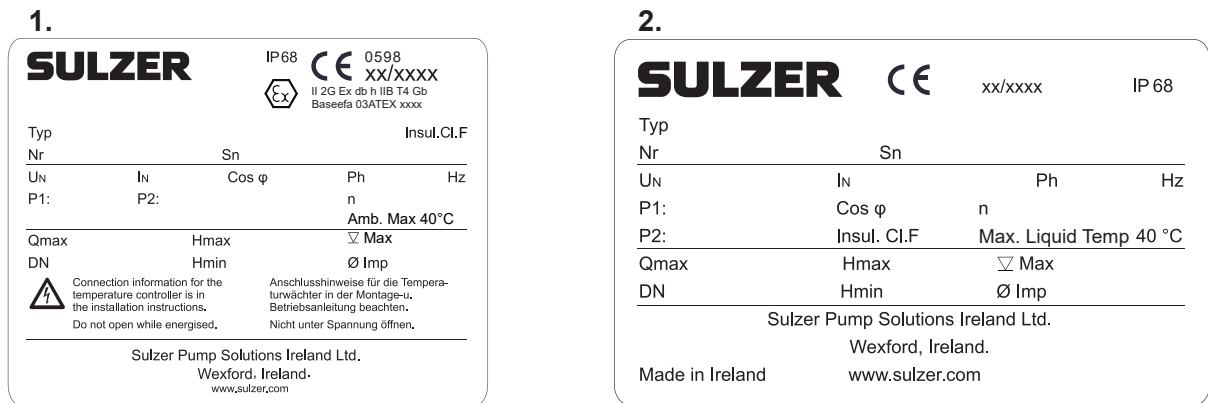 1.
SULZER
IP68 CE 0598
xx/xxxx
Ex II 2G Ex db h IIB T4 Gb
Baseefa 03ATEX xxxx
Typ Insul.Cl.F
Nr Sn
UN IN Cos φ Ph Hz
P1: P2: n
Amb. Max 40°C
Qmax Hmax ▽ Max
DN Hmin Ø Imp
Connection information for the
temperature controller is in
the installation instructions.
Do not open while energised.
Anschlusshinweise für die Tempera-
turwächter in der Montage-u.
Betriebsanleitung beachten.
Nicht unter Spannung öffnen.
Sulzer Pump Solutions Ireland Ltd.
Wexford, Ireland.
www.sulzer.com
2.
SULZER CE xx/xxxx IP 68
Typ
Nr Sn
UN IN Ph Hz
P1: Cos φ n
P2: Insul. Cl.F Max. Liquid Temp 40 °C
Qmax Hmax ▽ Max
DN Hmin Ø Imp
Sulzer Pump Solutions Ireland Ltd.
Wexford, Ireland.
Made in Ireland www.sulzer.com